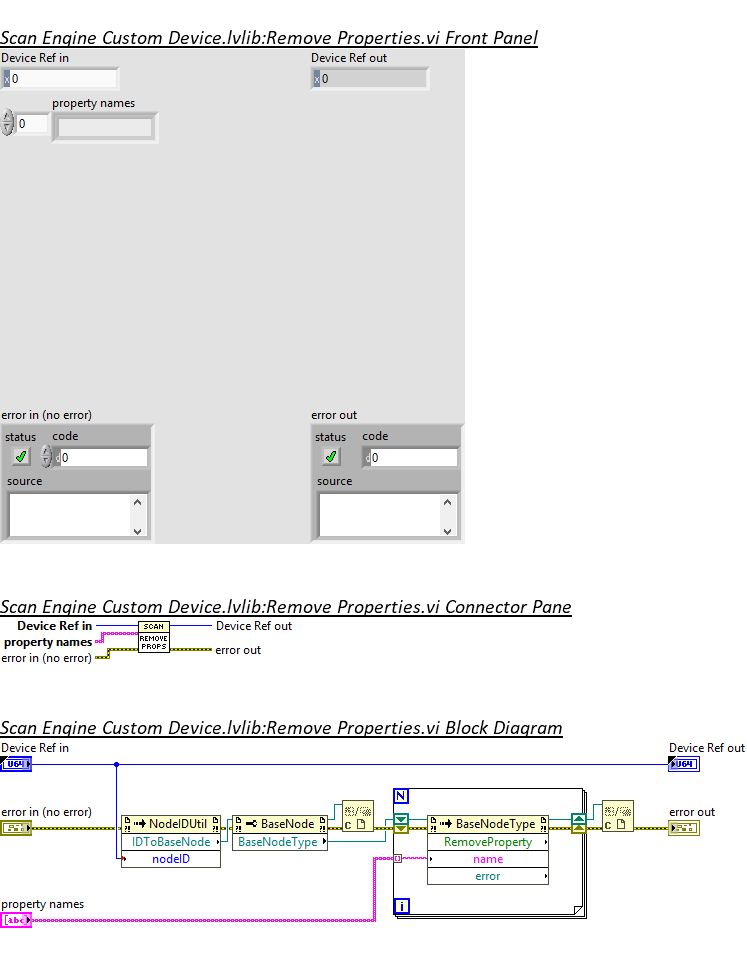 Scan Engine Custom Device.lvlib:Remove Properties.vi Front Panel
Device Ref in
Device Ref out
x 0
x 0
property names
0
error in (no error)
error out
status code
status code
d 0
d 0
source
source
Scan Engine Custom Device.lvlib:Remove Properties.vi Connector Pane
Device Ref in
SCAN
Device Ref out
property names
REMOVE
PROPS
error in (no error)
error out
Scan Engine Custom Device.lvlib:Remove Properties.vi Block Diagram
Device Ref in
Device Ref out
U64
U64
N
error in (no error)
error out
NodeIDUtil
BaseNode
C
BaseNodeType
C
IDToBaseNode
BaseNodeType
RemoveProperty
nodeID
name
error
property names
i
[abc]